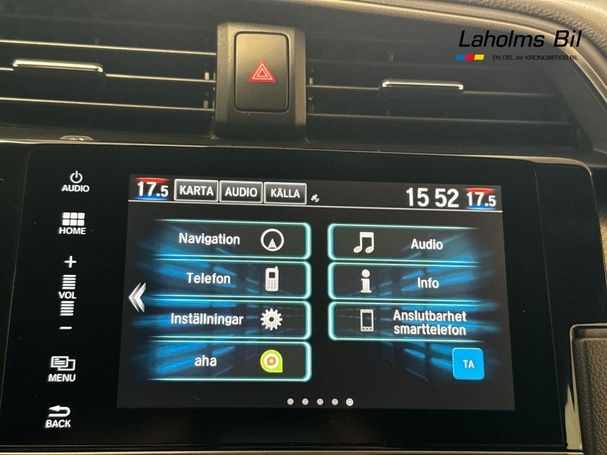 Laholms Bil
EN DEL AV KRONOBERGS BIL
AUDIO
HOME
VOL
MENU
BACK
17.5 KARTA AUDIO KÄLLA 15 52 17.5
Navigation
Audio
Telefon
Info
Inställningar
Anslutbarhet
smarttelefon
aha
TA